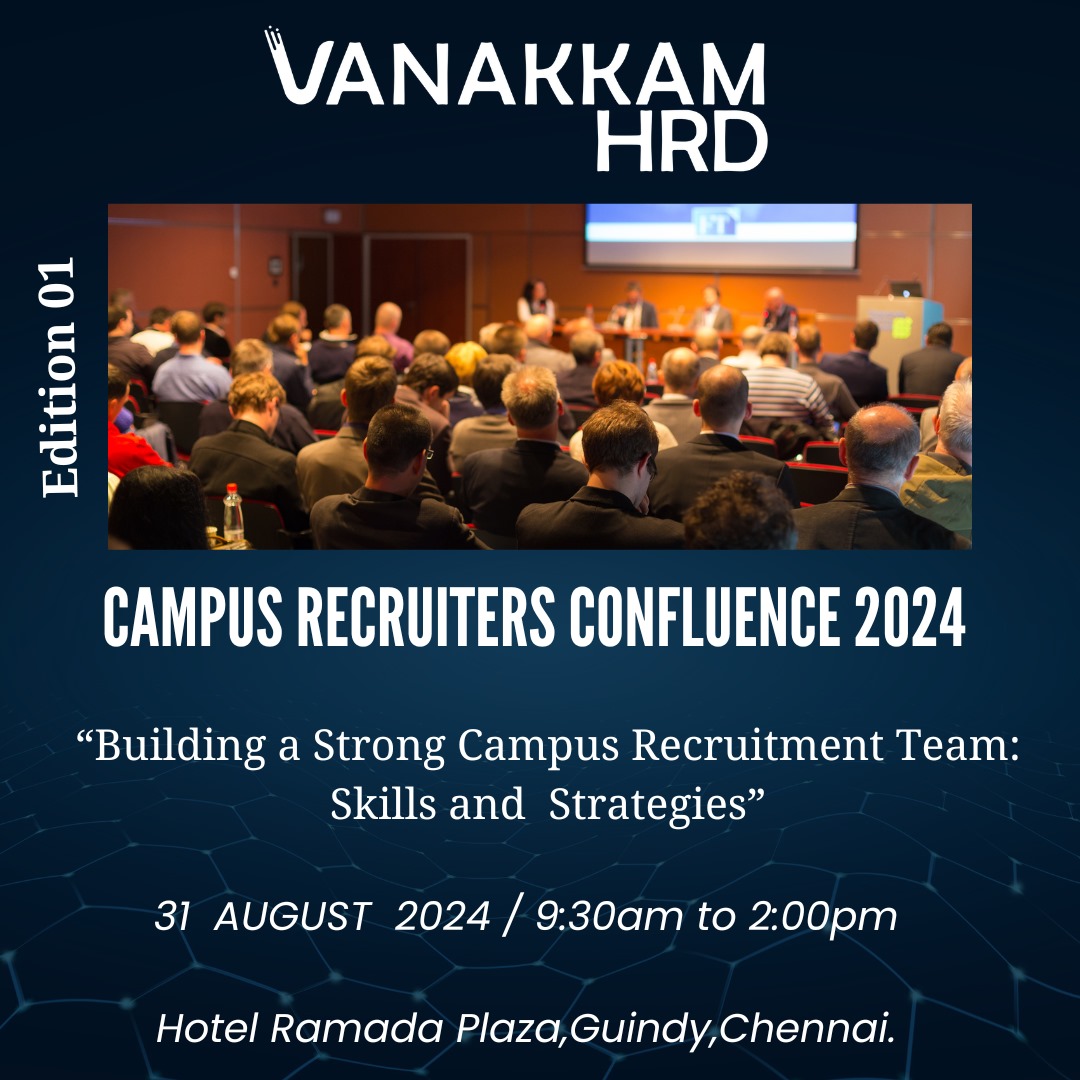 VANAKKAM
HRD
Edition 01
CAMPUS RECRUITERS CONFLUENCE 2024
“Building a Strong Campus Recruitment Team:
Skills and  Strategies”
31  AUGUST  2024 / 9:30am to 2:00pm
Hotel Ramada Plaza,Guindy,Chennai.